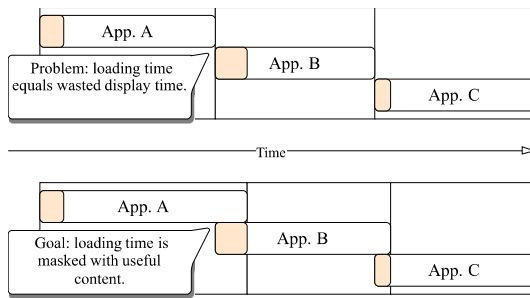 App. A
App. B
Problem: loading time
equals wasted display time.
App. C
Time
App. A
App. B
Goal: loading time is
masked with useful
content.
App. C